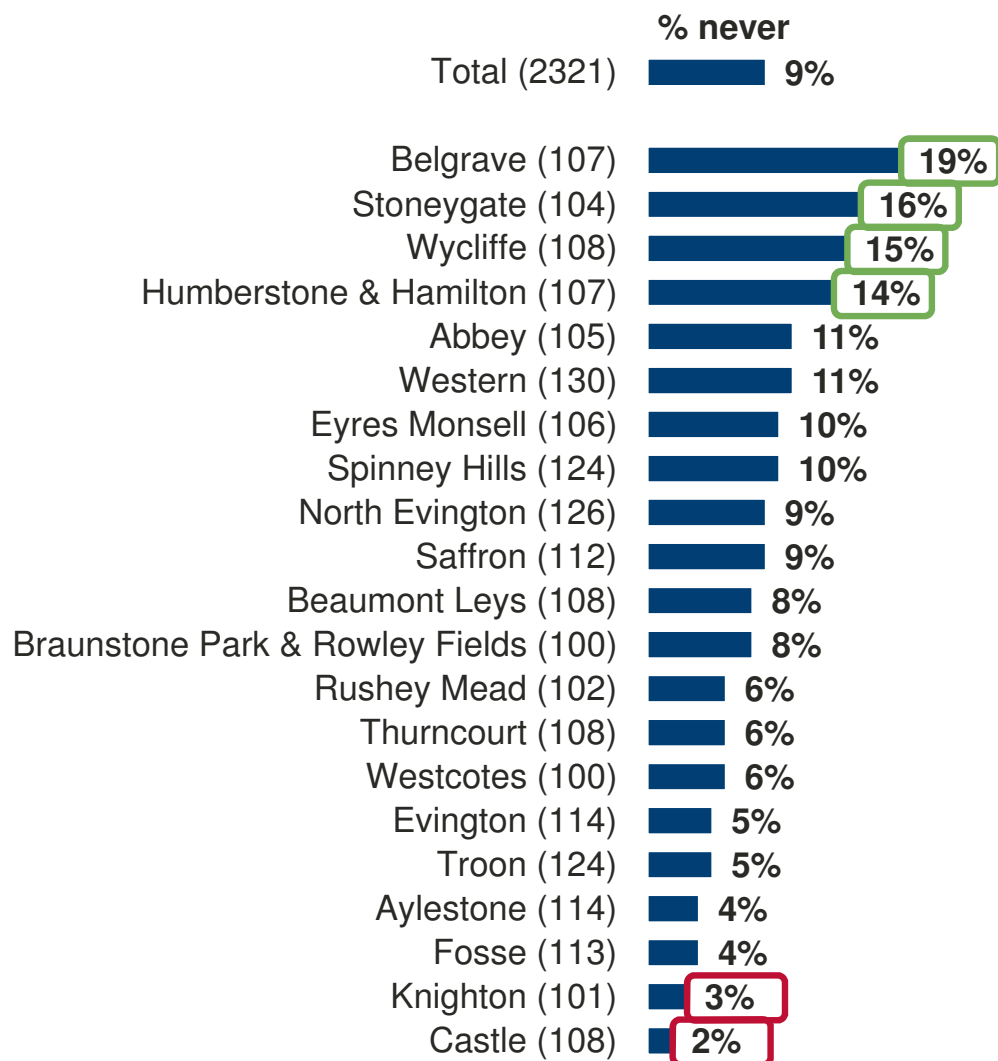 % never
Total (2321) 9%
Belgrave (107) 19%
Stoneygate (104) 16%
Wycliffe (108) 15%
Humberstone & Hamilton (107) 14%
Abbey (105) 11%
Western (130) 11%
Eyres Monsell (106) 10%
Spinney Hills (124) 10%
North Evington (126) 9%
Saffron (112) 9%
Beaumont Leys (108) 8%
Braunstone Park & Rowley Fields (100) 8%
Rushey Mead (102) 6%
Thurncourt (108) 6%
Westcotes (100) 6%
Evington (114) 5%
Troon (124) 5%
Aylestone (114) 4%
Fosse (113) 4%
Knighton (101) 3%
Castle (108) 2%